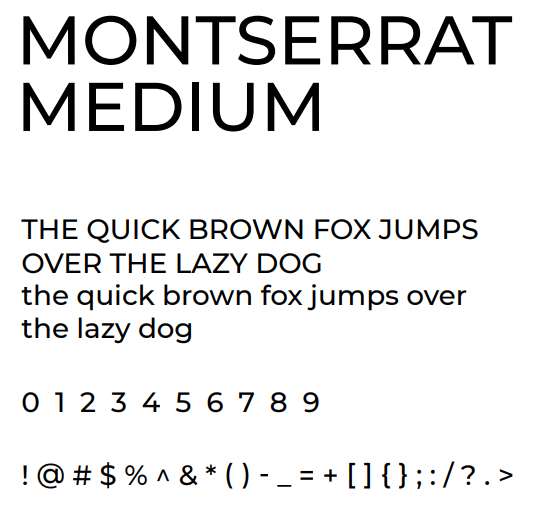 MONTSERRAT
MEDIUM
THE QUICK BROWN FOX JUMPS
OVER THE LAZY DOG
the quick brown fox jumps over
the lazy dog
0 1 2 3 4 5 6 7 8 9
! @ # $ % ^ & * ( ) - _ = + [ ] { } ; : / ? . >